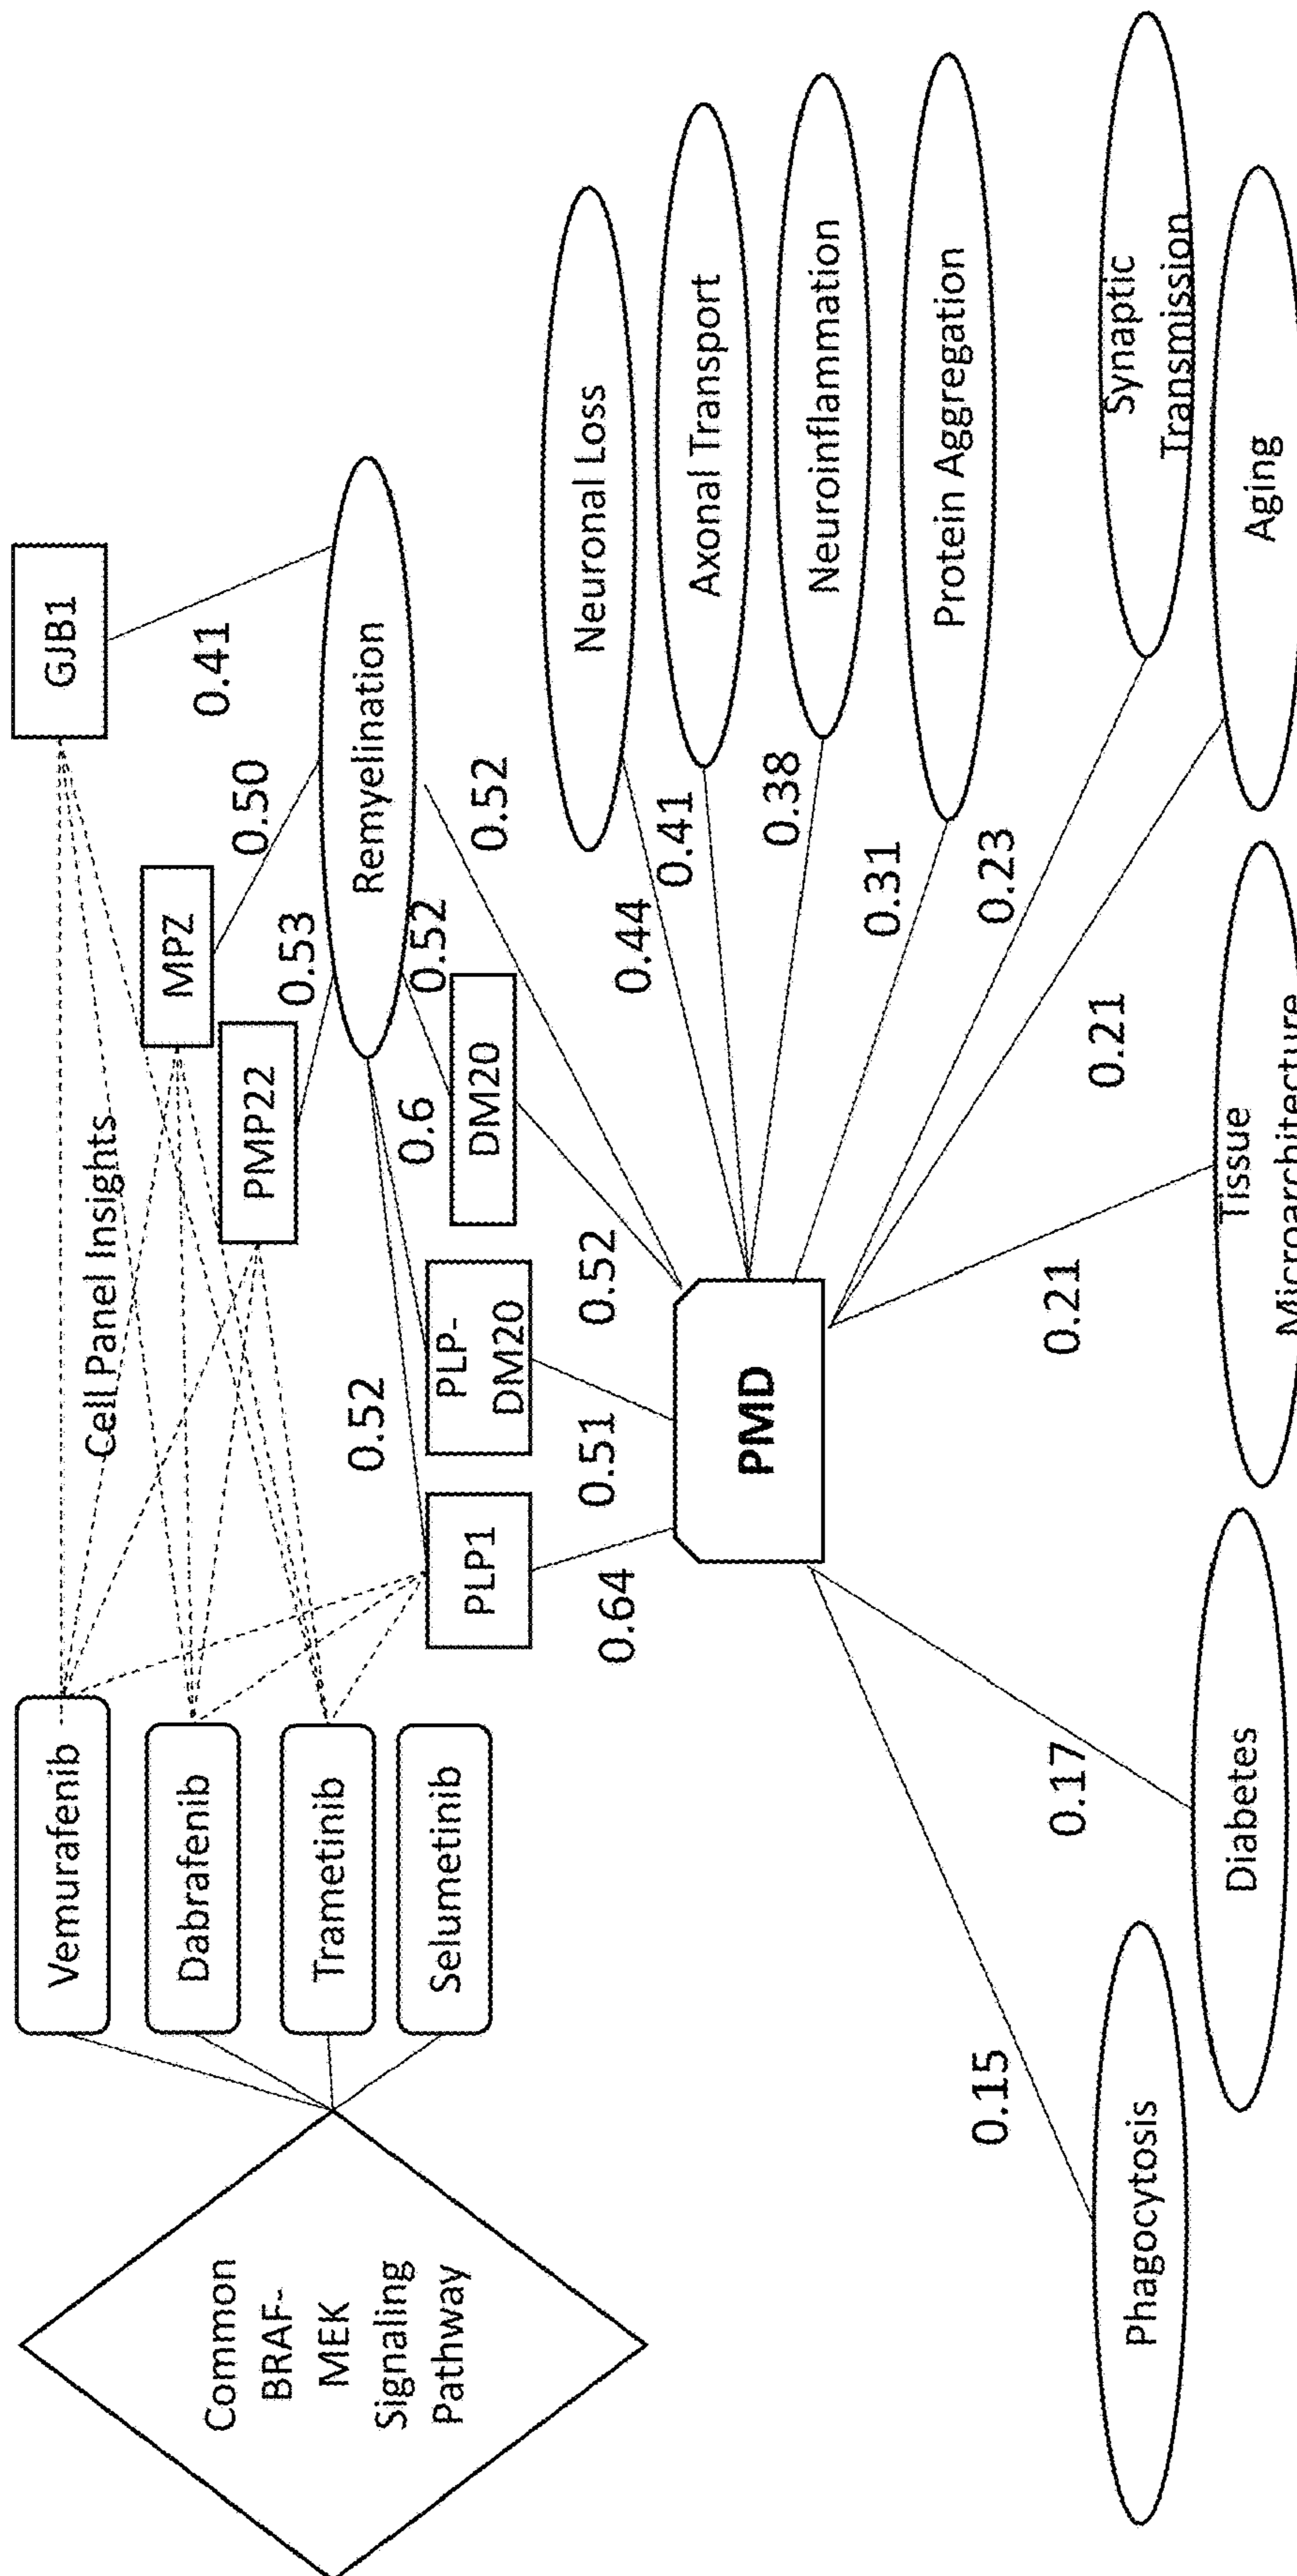 Common
BRAF-
MEK
Signaling
Pathway
Vemurafenib
Dabrafenib
Trametinib
Selumetinib
Cell Panel Insights
GJB1
MPZ
PMP22
0.41
0.50
0.53
Remyelination
0.52
0.6
0.52
0.52
PLP1
PLP-
DM20
DM20
0.64
0.51
0.52
PMD
Neuronal Loss
Axonal Transport
Neuroinflammation
Protein Aggregation
Synaptic
Transmission
Aging
Tissue
Microarchitecture
Diabetes
Phagocytosis
0.44
0.41
0.38
0.31
0.23
0.21
0.21
0.17
0.15